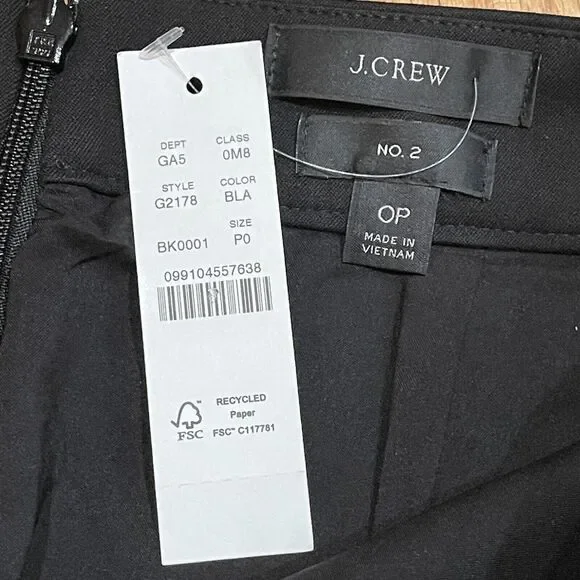 J.CREW
NO. 2
OP
MADE IN
VIETNAM
DEPT CLASS
GA5 0M8
STYLE COLOR
G2178 BLA
SIZE
BK0001 P0
099104557638
RECYCLED
Paper
FSC™ C117781
FSC